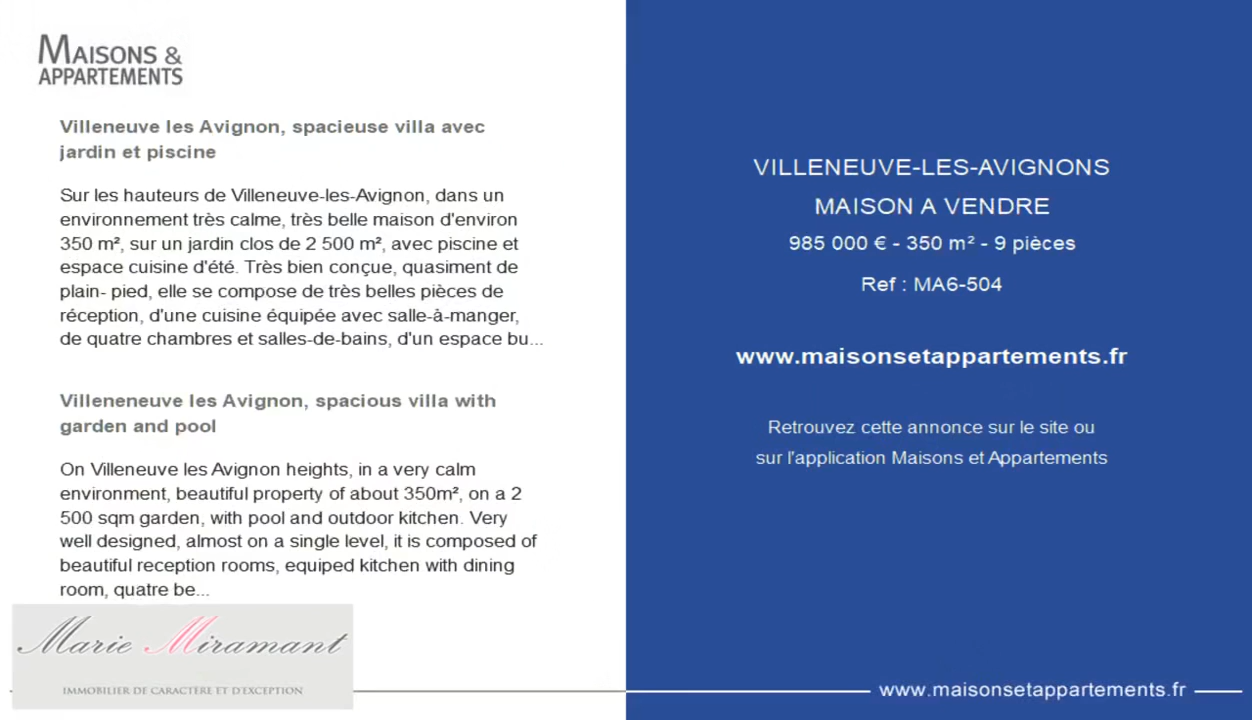 MAISONS &
APPARTEMENTS
Villeneuve les Avignon, spacieuse villa avec
jardin et piscine
Sur les hauteurs de Villeneuve-les-Avignon, dans un
environnement très calme, très belle maison d'environ
350 m², sur un jardin clos de 2 500 m², avec piscine et
espace cuisine d'été. Très bien conçue, quasiment de
plain- pied, elle se compose de très belles pièces de
réception, d'une cuisine équipée avec salle-à-manger,
de quatre chambres et salles-de-bains, d'un espace bu...
Villeneneuve les Avignon, spacious villa with
garden and pool
On Villeneuve les Avignon heights, in a very calm
environment, beautiful property of about 350m², on a 2
500 sqm garden, with pool and outdoor kitchen. Very
well designed, almost on a single level, it is composed of
beautiful reception rooms, equiped kitchen with dining
room, quatre be...
Marie Miramant
IMMOBILIER DE CARACTERE ET D'EXCEPTION
VILLENEUVE-LES-AVIGNONS
MAISON A VENDRE
985 000 € - 350 m² - 9 pièces
Ref : MA6-504
www.maisonsetappartements.fr
Retrouvez cette annonce sur le site ou
sur l'application Maisons et Appartements
www.maisonsetappartements.fr